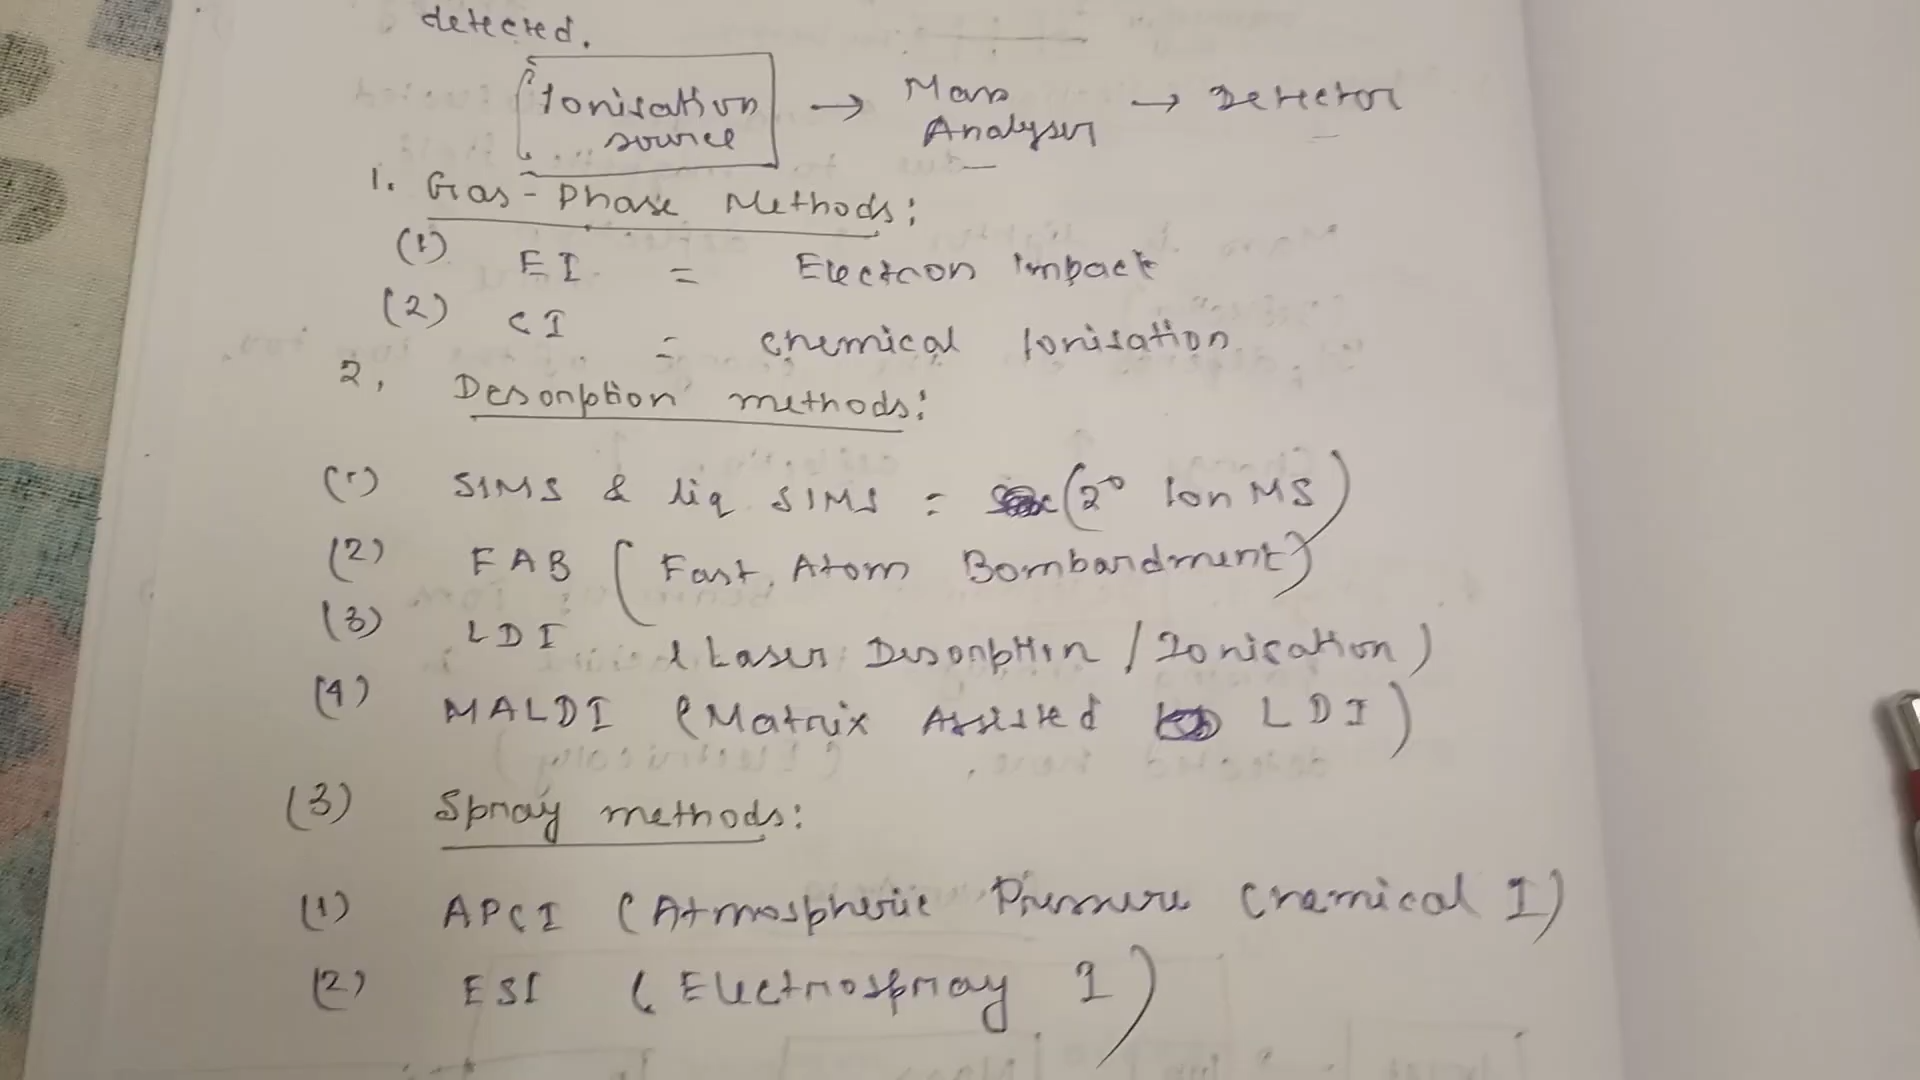 detected.
Ionisation → Mass → Detector
source Analyser
1. Gas-Phase Methods:
(1) EI = Electron Impact
(2) CI = chemical Ionisation
2. Desorption methods:
(1) SIMS & liq SIMS = (2° Ion MS)
(2) FAB (Fast Atom Bombardment)
(3) LDI (Laser Desorption / Ionisation)
(4) MALDI (Matrix Assisted LDI)
(3) Spray methods:
(1) APCI (Atmospheric Pressure Chemical I)
(2) ESI (Electrospray I)